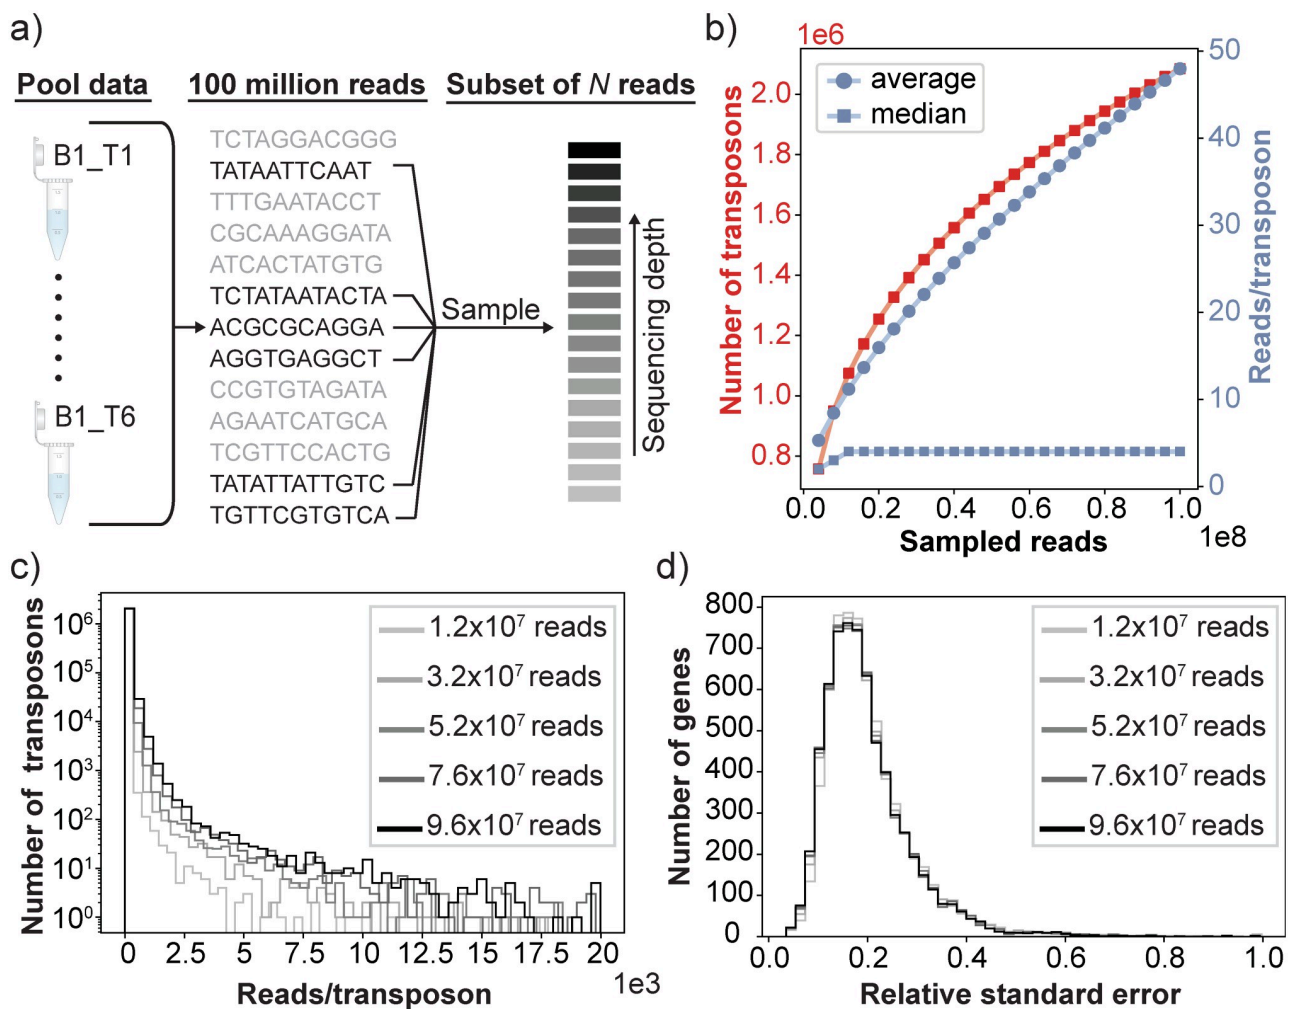 a)
Pool data
100 million reads
Subset of N reads
B1_T1
B1_T6
TCTAGGACGGG
TATAATTCAAT
TTTGAATACCT
CGCAAAGGATA
ATCACTATGTG
TCTATAATACTA
ACGCGCAGGA
AGGTGAGGCT
CCGTGTAGATA
AGAATCATGCA
TCGTTCCACTG
TATATTATTGTC
TGTTCGTGTCA
Sample
Sequencing depth
b)
1e6
average
median
Number of transposons
2.0
1.8
1.6
1.4
1.2
1.0
0.8
Reads/transposon
50
40
30
20
10
0
0.0 0.2 0.4 0.6 0.8 1.0
1e8
Sampled reads
c)
Number of transposons
10⁶
10⁵
10⁴
10³
10²
10¹
10⁰
1.2x10⁷ reads
3.2x10⁷ reads
5.2x10⁷ reads
7.6x10⁷ reads
9.6x10⁷ reads
0 2.5 5 7.5 10 12.5 15 17.5 20
1e3
Reads/transposon
d)
Number of genes
800
700
600
500
400
300
200
100
0
1.2x10⁷ reads
3.2x10⁷ reads
5.2x10⁷ reads
7.6x10⁷ reads
9.6x10⁷ reads
0.0 0.2 0.4 0.6 0.8 1.0
Relative standard error